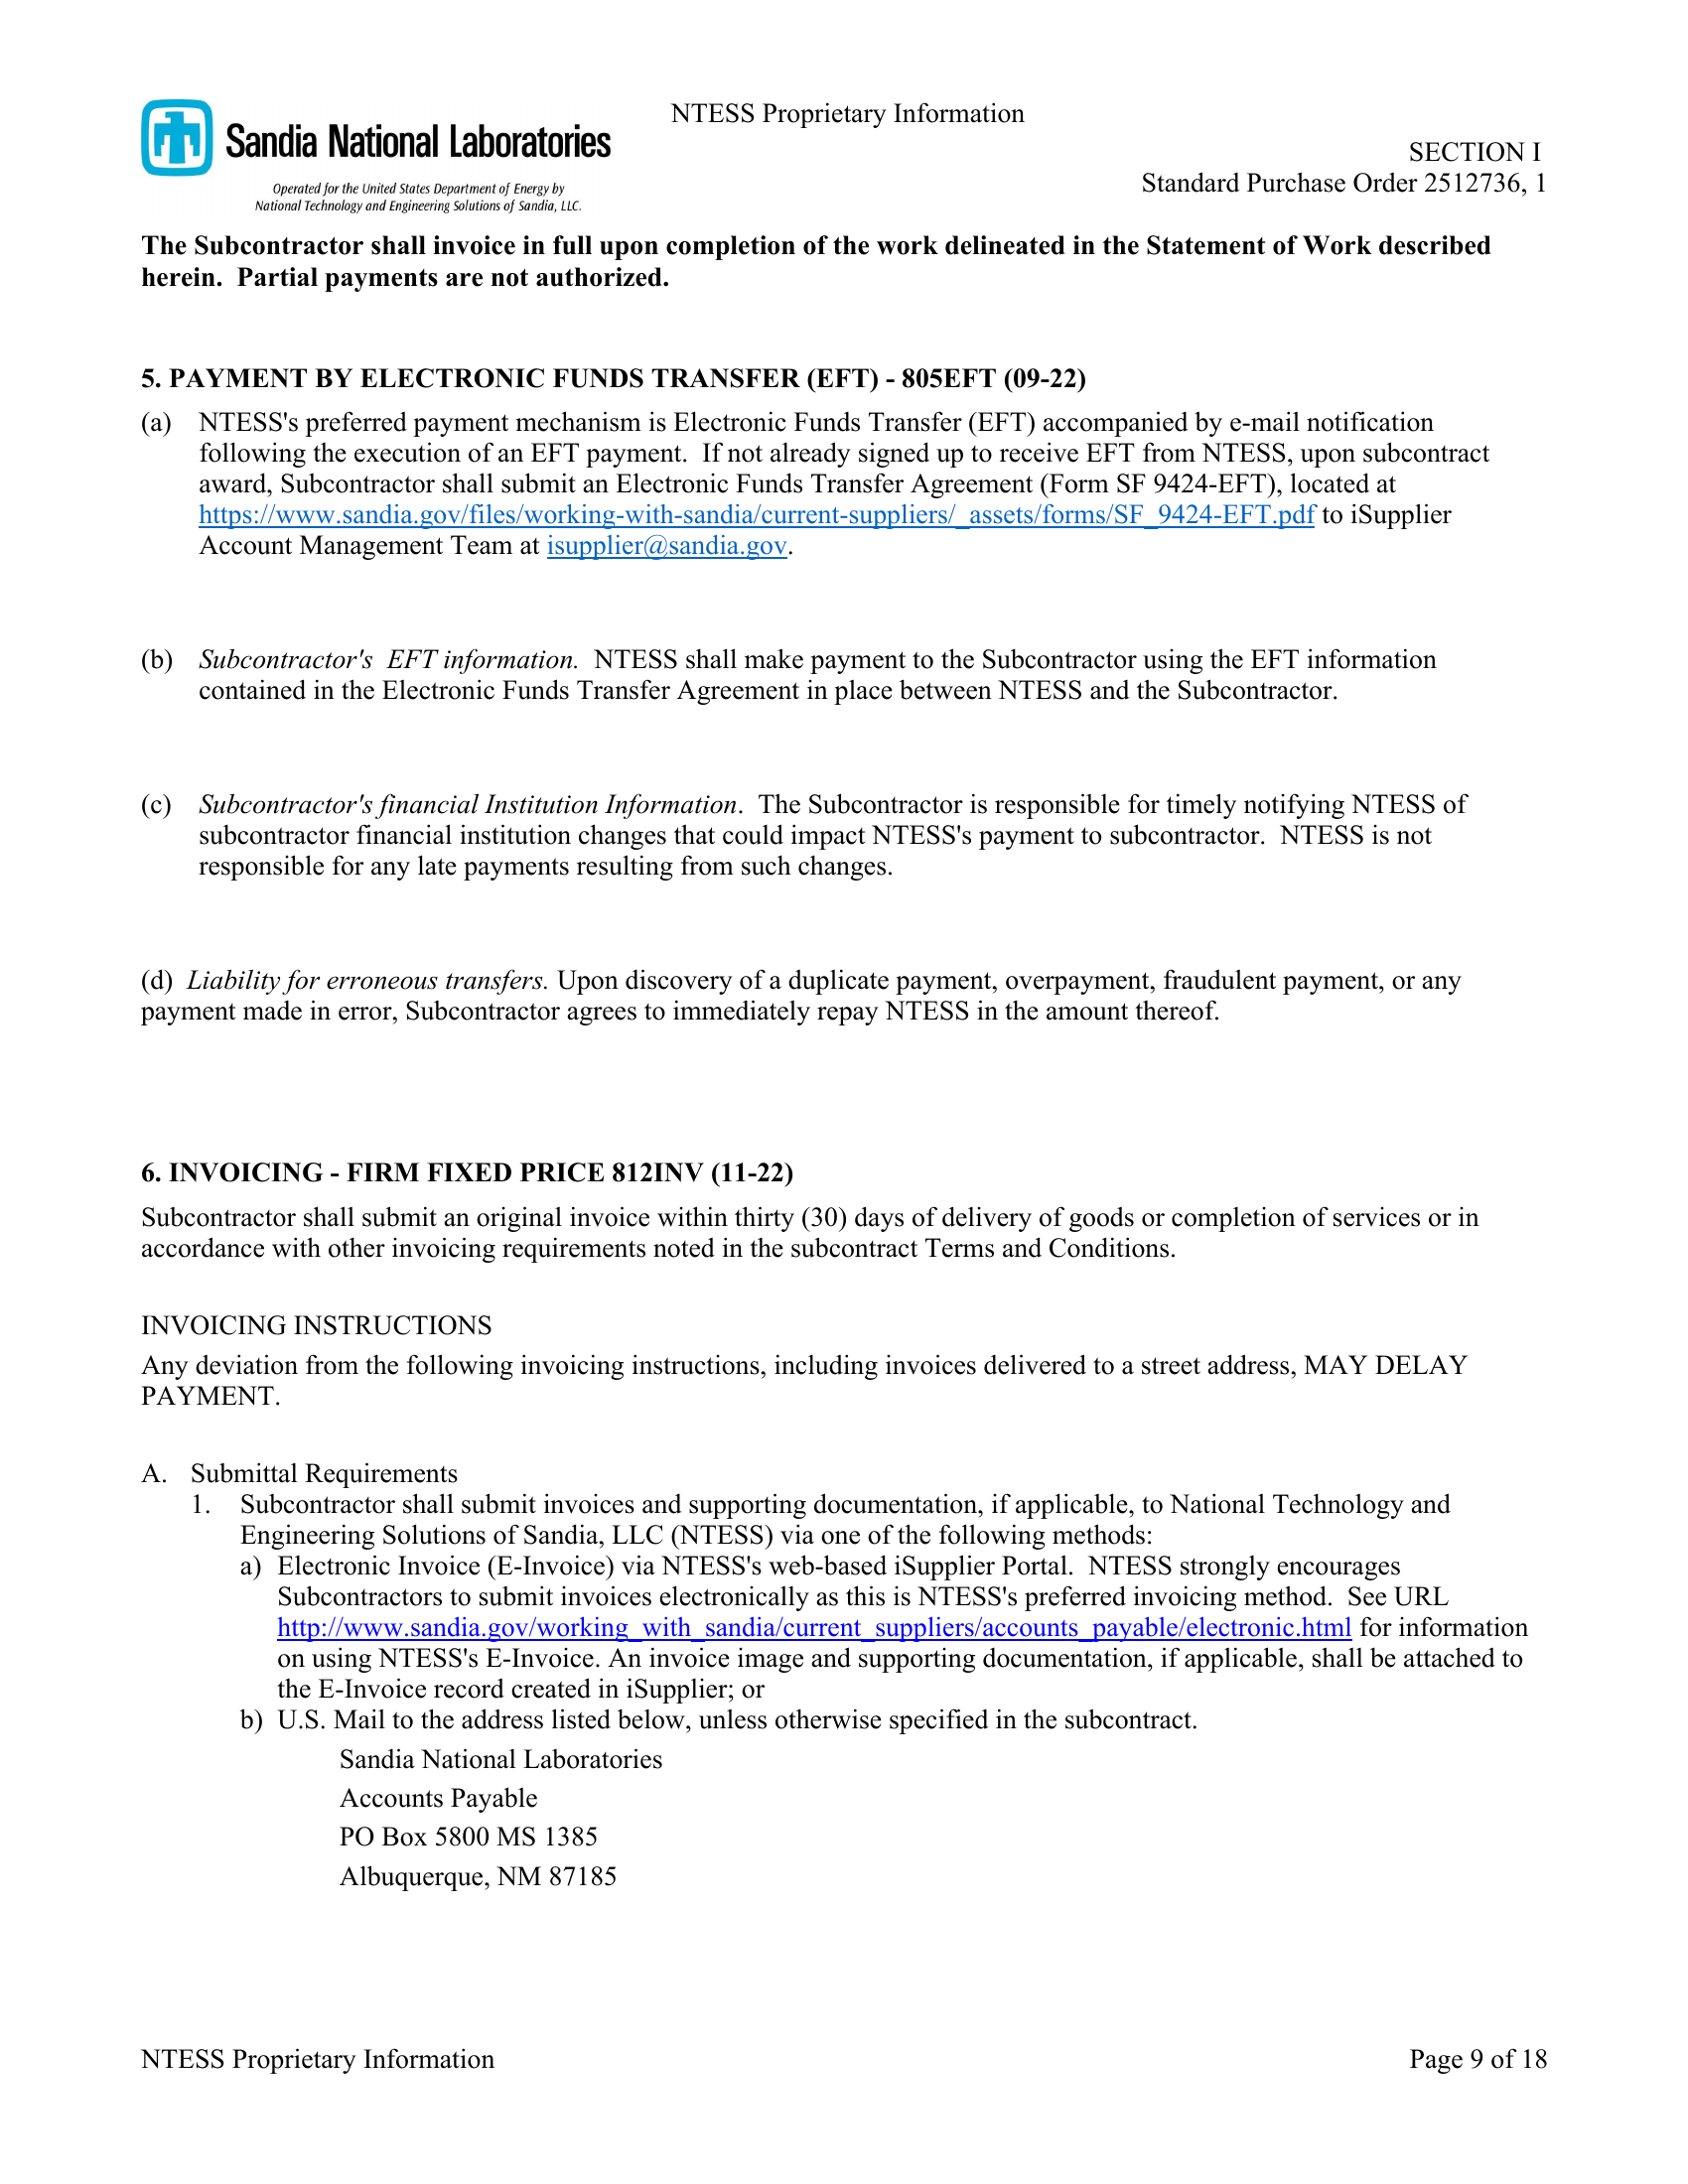 NTESS Proprietary Information
Sandia National Laboratories
Operated for the United States Department of Energy by
National Technology and Engineering Solutions of Sandia, LLC.
SECTION I
Standard Purchase Order 2512736, 1
The Subcontractor shall invoice in full upon completion of the work delineated in the Statement of Work described
herein.  Partial payments are not authorized.
5. PAYMENT BY ELECTRONIC FUNDS TRANSFER (EFT) - 805EFT (09-22)
(a) NTESS's preferred payment mechanism is Electronic Funds Transfer (EFT) accompanied by e-mail notification
following the execution of an EFT payment.  If not already signed up to receive EFT from NTESS, upon subcontract
award, Subcontractor shall submit an Electronic Funds Transfer Agreement (Form SF 9424-EFT), located at
https://www.sandia.gov/files/working-with-sandia/current-suppliers/_assets/forms/SF_9424-EFT.pdf to iSupplier
Account Management Team at isupplier@sandia.gov.
(b) Subcontractor's  EFT information.  NTESS shall make payment to the Subcontractor using the EFT information
contained in the Electronic Funds Transfer Agreement in place between NTESS and the Subcontractor.
(c) Subcontractor's financial Institution Information.  The Subcontractor is responsible for timely notifying NTESS of
subcontractor financial institution changes that could impact NTESS's payment to subcontractor.  NTESS is not
responsible for any late payments resulting from such changes.
(d) Liability for erroneous transfers. Upon discovery of a duplicate payment, overpayment, fraudulent payment, or any
payment made in error, Subcontractor agrees to immediately repay NTESS in the amount thereof.
6. INVOICING - FIRM FIXED PRICE 812INV (11-22)
Subcontractor shall submit an original invoice within thirty (30) days of delivery of goods or completion of services or in
accordance with other invoicing requirements noted in the subcontract Terms and Conditions.
INVOICING INSTRUCTIONS
Any deviation from the following invoicing instructions, including invoices delivered to a street address, MAY DELAY
PAYMENT.
A. Submittal Requirements
1. Subcontractor shall submit invoices and supporting documentation, if applicable, to National Technology and
Engineering Solutions of Sandia, LLC (NTESS) via one of the following methods:
a) Electronic Invoice (E-Invoice) via NTESS's web-based iSupplier Portal.  NTESS strongly encourages
Subcontractors to submit invoices electronically as this is NTESS's preferred invoicing method.  See URL
http://www.sandia.gov/working_with_sandia/current_suppliers/accounts_payable/electronic.html for information
on using NTESS's E-Invoice. An invoice image and supporting documentation, if applicable, shall be attached to
the E-Invoice record created in iSupplier; or
b) U.S. Mail to the address listed below, unless otherwise specified in the subcontract.
Sandia National Laboratories
Accounts Payable
PO Box 5800 MS 1385
Albuquerque, NM 87185
NTESS Proprietary Information
Page 9 of 18